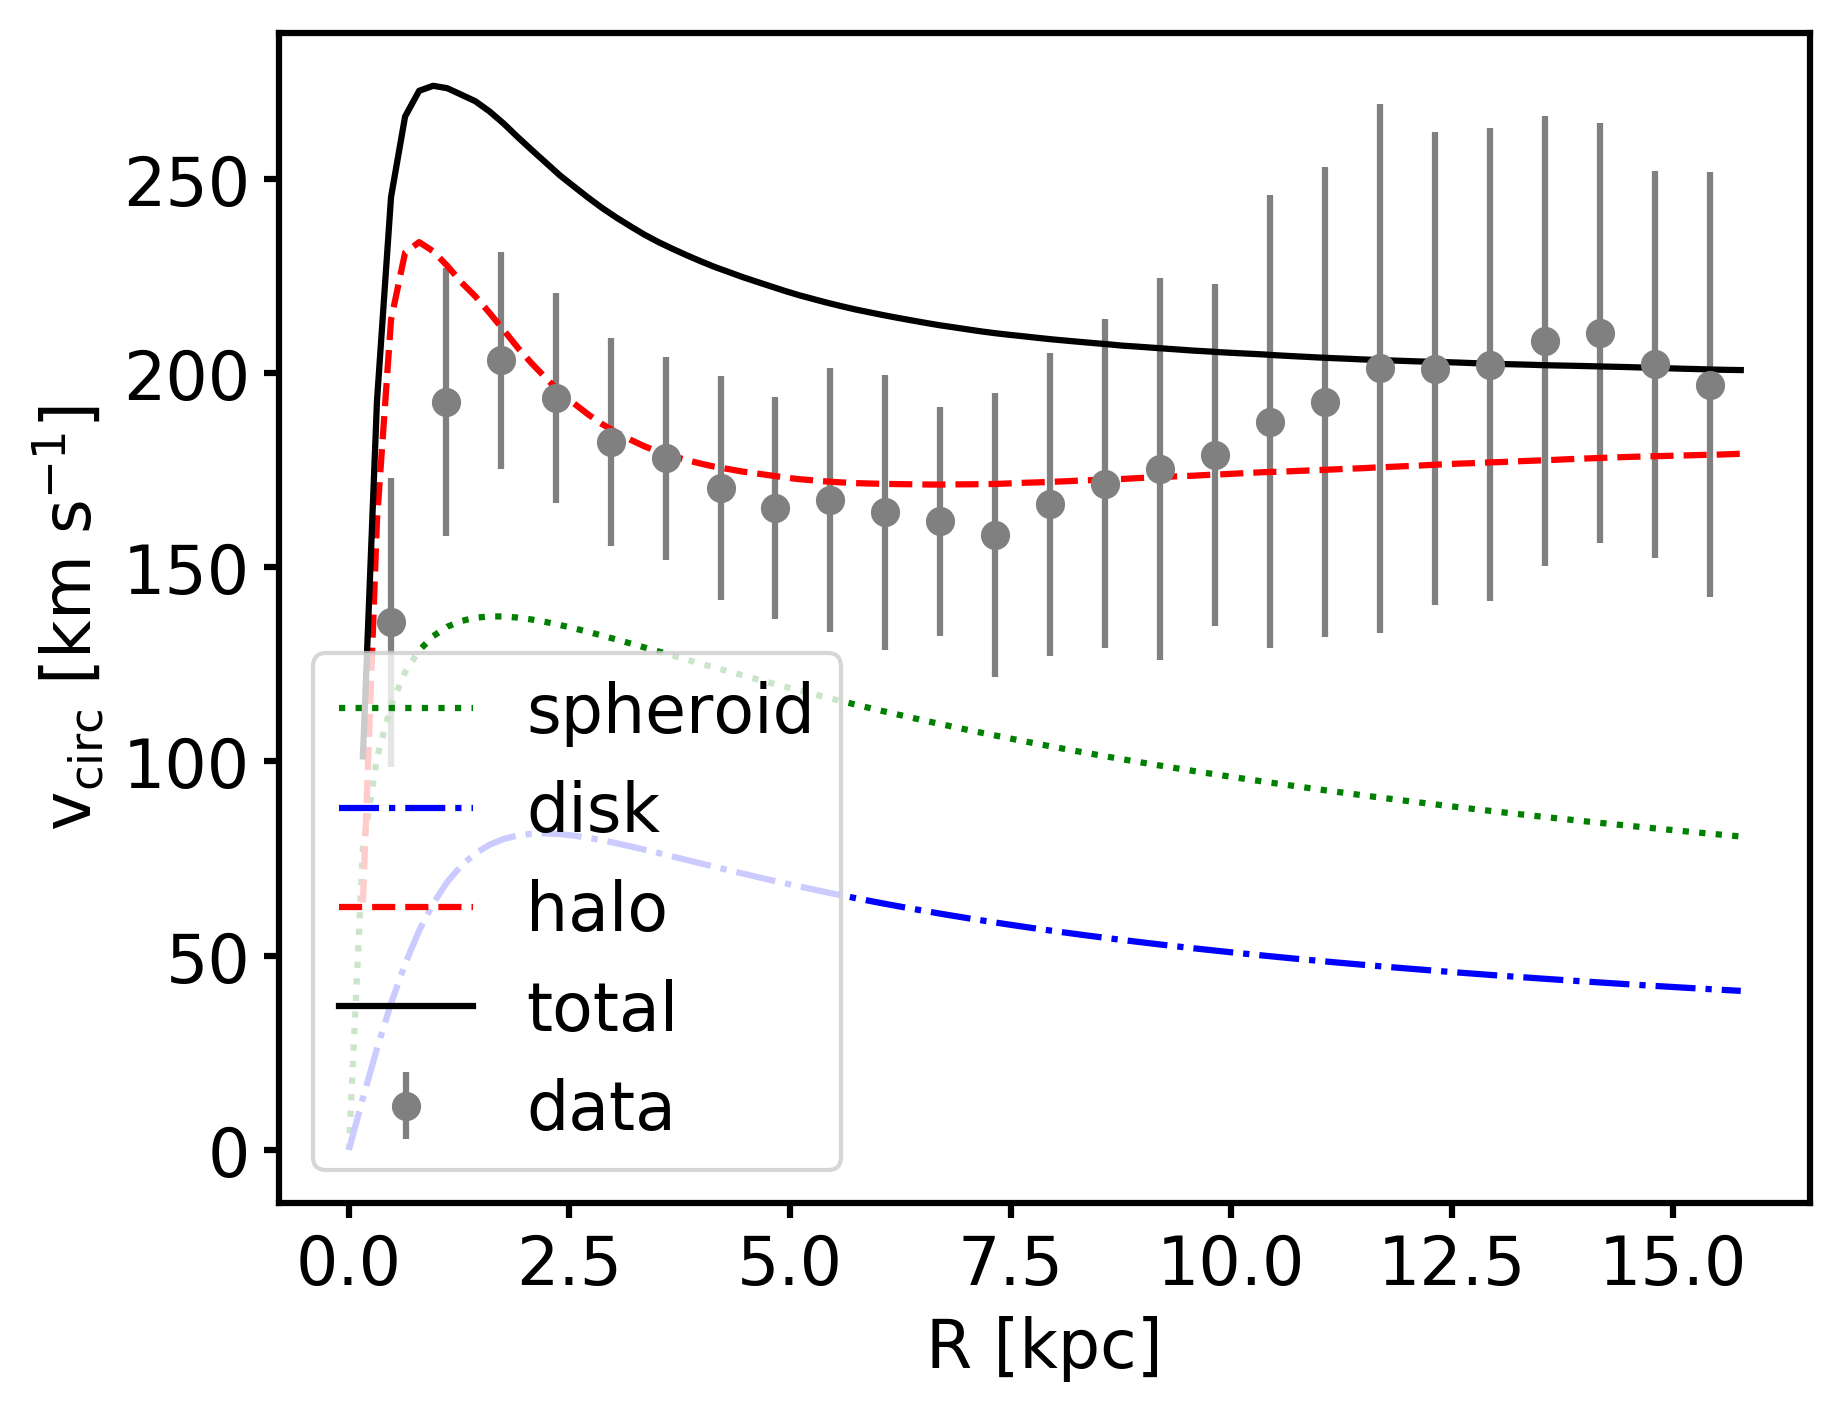 250
200
150
100
50
0
v_circ [km s⁻¹]
spheroid
disk
halo
total
data
0.0 2.5 5.0 7.5 10.0 12.5 15.0
R [kpc]